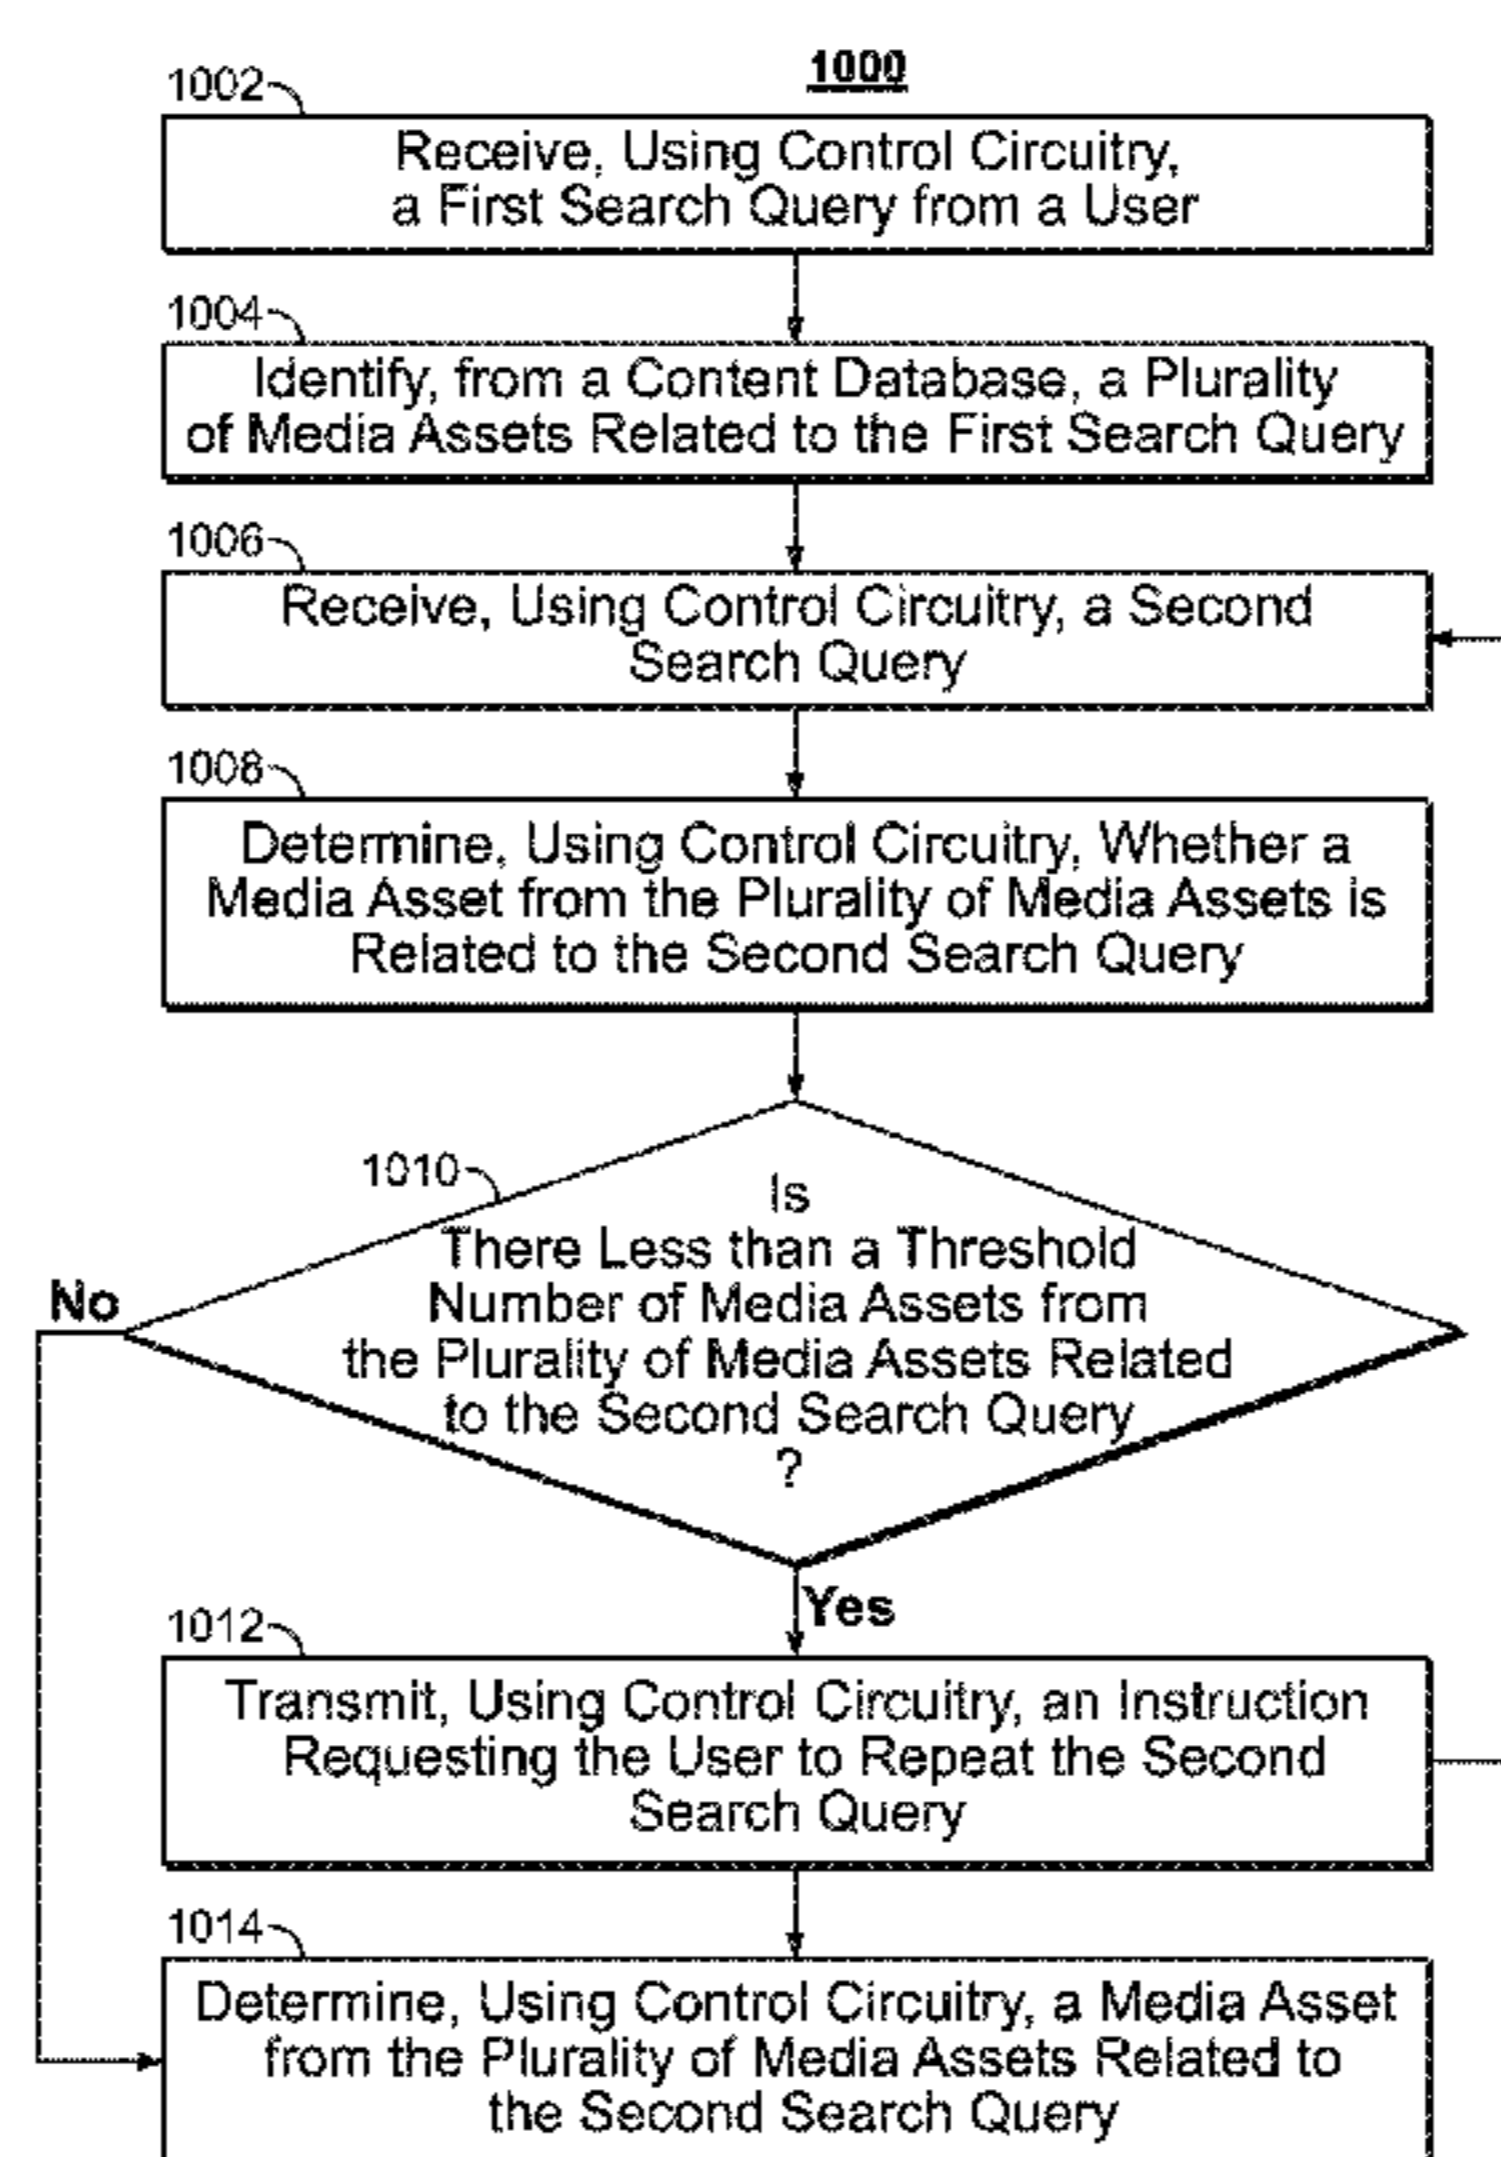 1000
1002
Receive, Using Control Circuitry,
a First Search Query from a User
1004
Identify, from a Content Database, a Plurality
of Media Assets Related to the First Search Query
1006
Receive, Using Control Circuitry, a Second
Search Query
1008
Determine, Using Control Circuitry, Whether a
Media Asset from the Plurality of Media Assets is
Related to the Second Search Query
1010
Is
There Less than a Threshold
Number of Media Assets from
the Plurality of Media Assets Related
to the Second Search Query
?
No
Yes
1012
Transmit, Using Control Circuitry, an Instruction
Requesting the User to Repeat the Second
Search Query
1014
Determine, Using Control Circuitry, a Media Asset
from the Plurality of Media Assets Related to
the Second Search Query